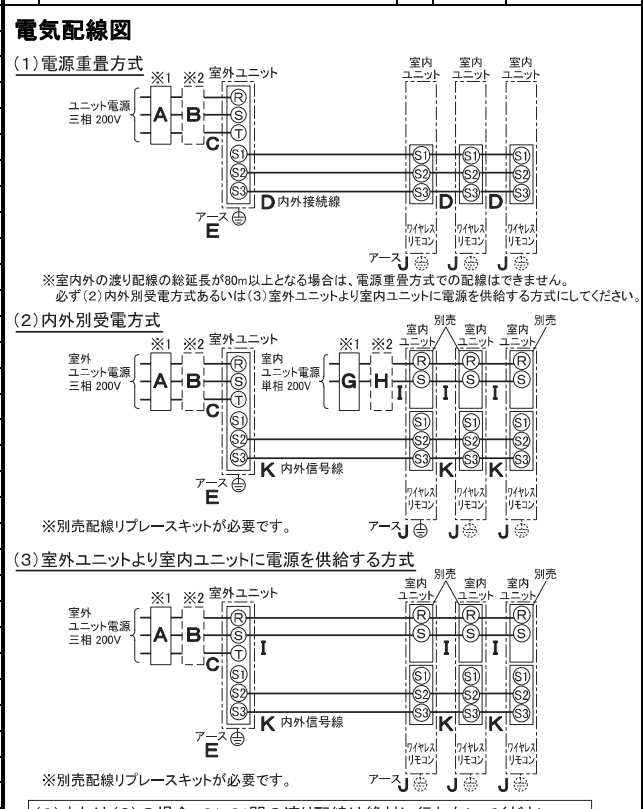 電気配線図
(1)電源重畳方式
※1 ※2 室外ユニット 室内ユニット 室内ユニット 室内ユニット
ユニット電源
三相 200V
A B C
R
S
T
S1 S1 S1 S1
S2 S2 S2 S2
S3 S3 S3 S3
D 内外接続線 D D
アース
E
ワイヤレスリモコン ワイヤレスリモコン ワイヤレスリモコン
アース J J J
※室内外の渡り配線の総延長が80m以上となる場合は、電源重畳方式での配線はできません。
必ず(2)内外別受電方式あるいは(3)室外ユニットより室内ユニットに電源を供給する方式にしてください。
(2)内外別受電方式
※1 ※2 室外ユニット ※1 ※2 室内ユニット 別売 室内ユニット 室内ユニット 別売
室外
ユニット電源
三相 200V
A B C
室内
ユニット電源
単相 200V
G H I I I
R R R R
S S S S
T
S1 S1 S1 S1
S2 S2 S2 S2
S3 S3 S3 S3
K 内外信号線 K K
アース
E
ワイヤレスリモコン ワイヤレスリモコン ワイヤレスリモコン
※別売配線リプレースキットが必要です。
アース J J J
(3)室外ユニットより室内ユニットに電源を供給する方式
※1 ※2 室外ユニット 室内ユニット 別売 室内ユニット 室内ユニット 別売
室外
ユニット電源
三相 200V
A B C
R R R R
S S S S
T
I I I
S1 S1 S1 S1
S2 S2 S2 S2
S3 S3 S3 S3
K 内外信号線 K K
アース
E
ワイヤレスリモコン ワイヤレスリモコン ワイヤレスリモコン
※別売配線リプレースキットが必要です。
アース J J J